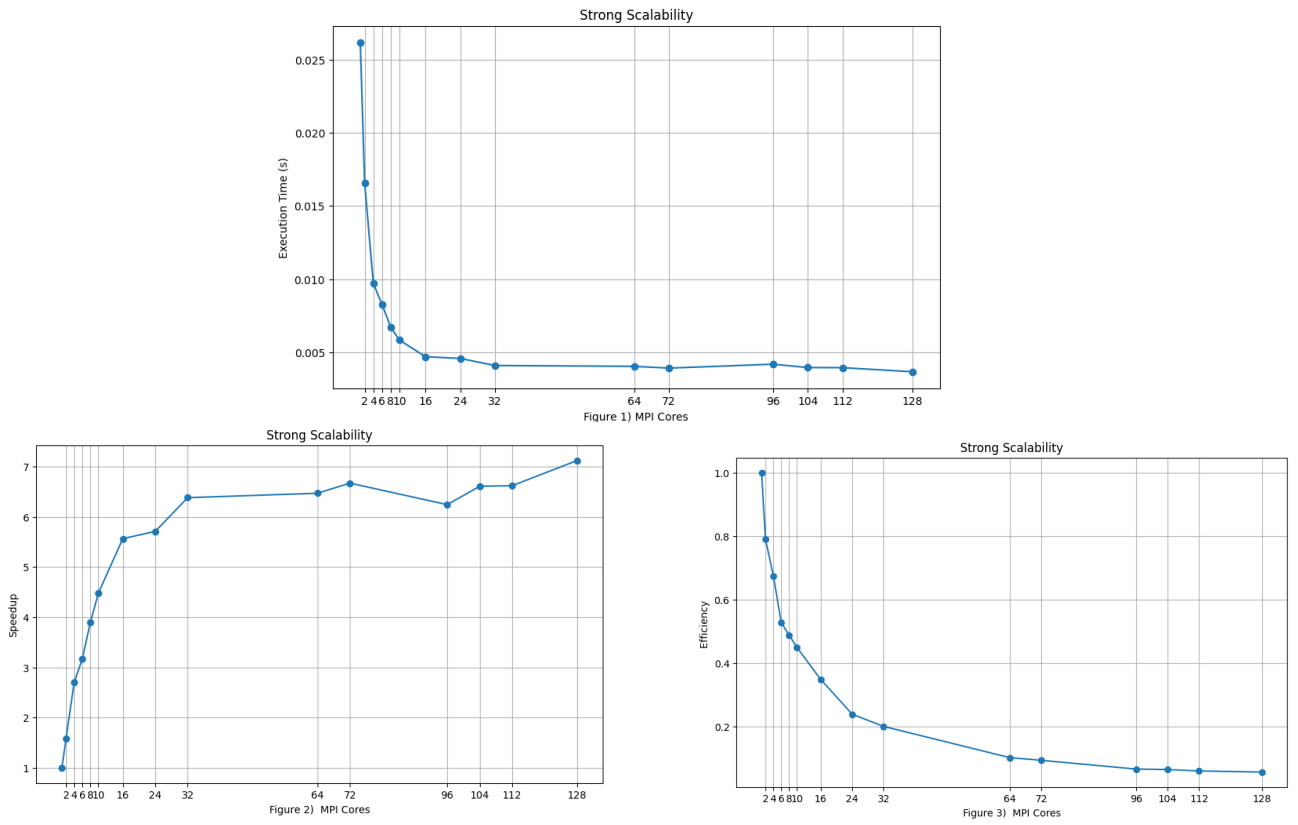 Strong Scalability
0.025
0.020
0.015
0.010
0.005
Execution Time (s)
2 4 6 8 10 16 24 32 64 72 96 104 112 128
Figure 1) MPI Cores
Strong Scalability
7
6
5
4
3
2
1
Speedup
2 4 6 8 10 16 24 32 64 72 96 104 112 128
Figure 2) MPI Cores
Strong Scalability
1.0
0.8
0.6
0.4
0.2
Efficiency
2 4 6 8 10 16 24 32 64 72 96 104 112 128
Figure 3) MPI Cores